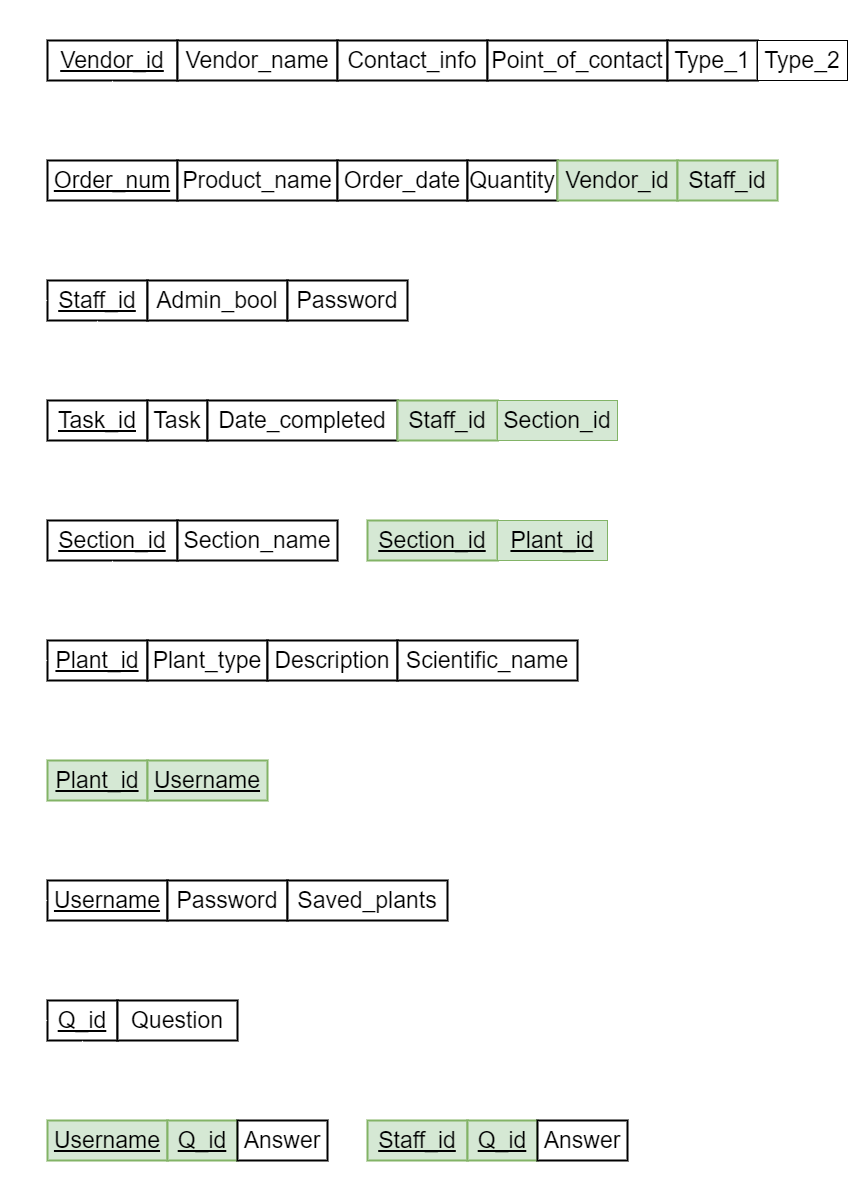 Vendor_id Vendor_name Contact_info Point_of_contact Type_1 Type_2
Order_num Product_name Order_date Quantity Vendor_id Staff_id
Staff_id Admin_bool Password
Task_id Task Date_completed Staff_id Section_id
Section_id Section_name Section_id Plant_id
Plant_id Plant_type Description Scientific_name
Plant_id Username
Username Password Saved_plants
Q_id Question
Username Q_id Answer Staff_id Q_id Answer